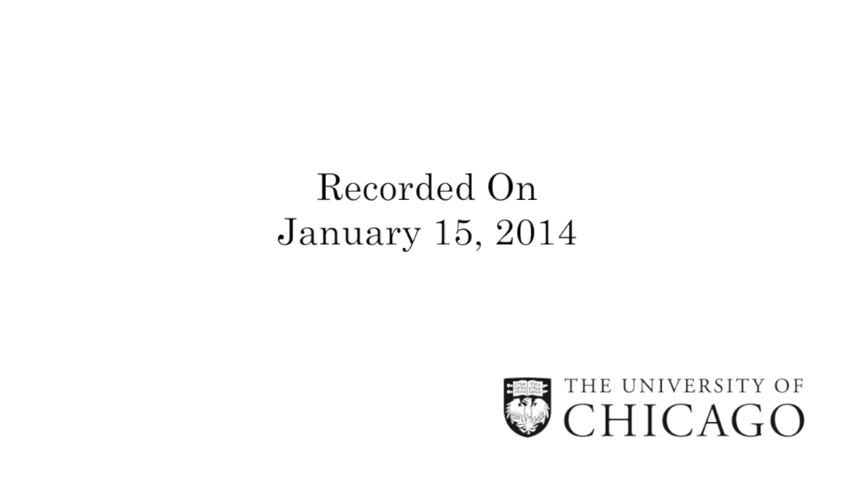 Recorded On
January 15, 2014
THE UNIVERSITY OF
CHICAGO